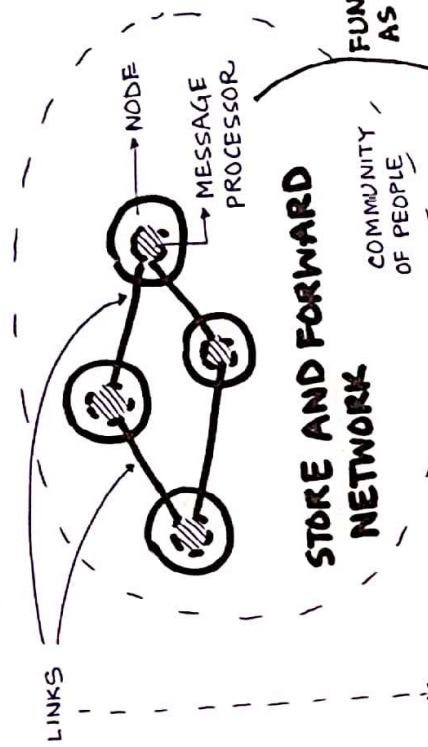 LINKS
NODE
MESSAGE
PROCESSOR
STORE AND FORWARD
NETWORK
COMMUNITY
OF PEOPLE
FUN
AS